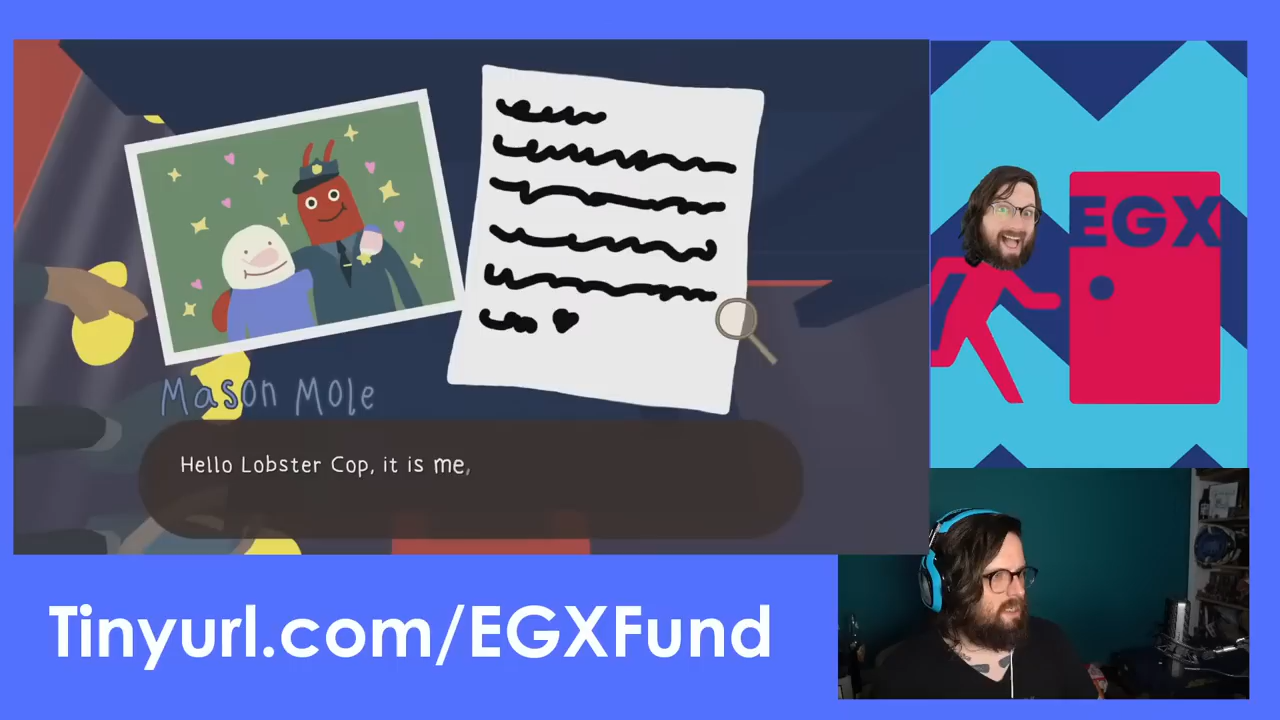 EGX
Mason Mole
Hello Lobster Cop, it is me,
Tinyurl.com/EGXFund